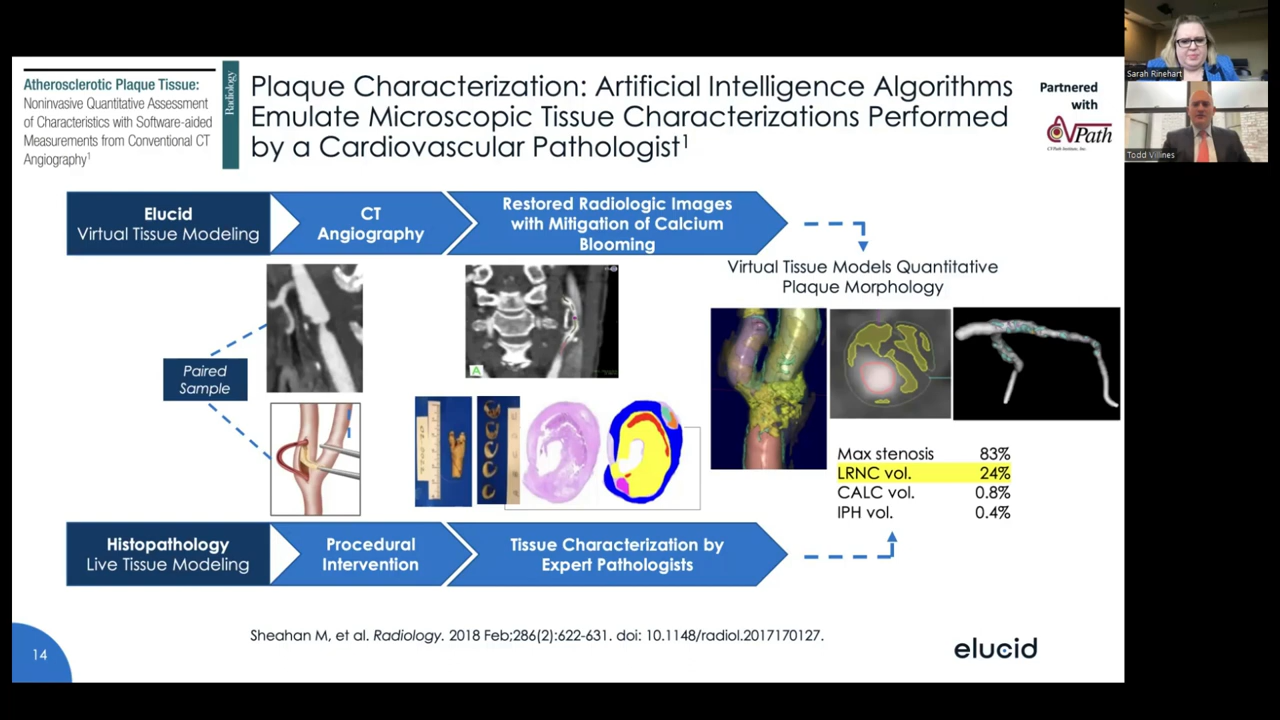 Atherosclerotic Plaque Tissue:
Noninvasive Quantitative Assessment
of Characteristics with Software-aided
Measurements from Conventional CT
Angiography¹
Radiology
Plaque Characterization: Artificial Intelligence Algorithms
Emulate Microscopic Tissue Characterizations Performed
by a Cardiovascular Pathologist¹
Partnered
with
CVPath
CVPath Institute, Inc.
Sarah Rinehart
Todd Villines
Elucid
Virtual Tissue Modeling
CT
Angiography
Restored Radiologic Images
with Mitigation of Calcium
Blooming
Virtual Tissue Models Quantitative
Plaque Morphology
Paired
Sample
A
Max stenosis 83%
LRNC vol. 24%
CALC vol. 0.8%
IPH vol. 0.4%
Histopathology
Live Tissue Modeling
Procedural
Intervention
Tissue Characterization by
Expert Pathologists
Sheahan M, et al. Radiology. 2018 Feb;286(2):622-631. doi: 10.1148/radiol.2017170127.
14
elucid